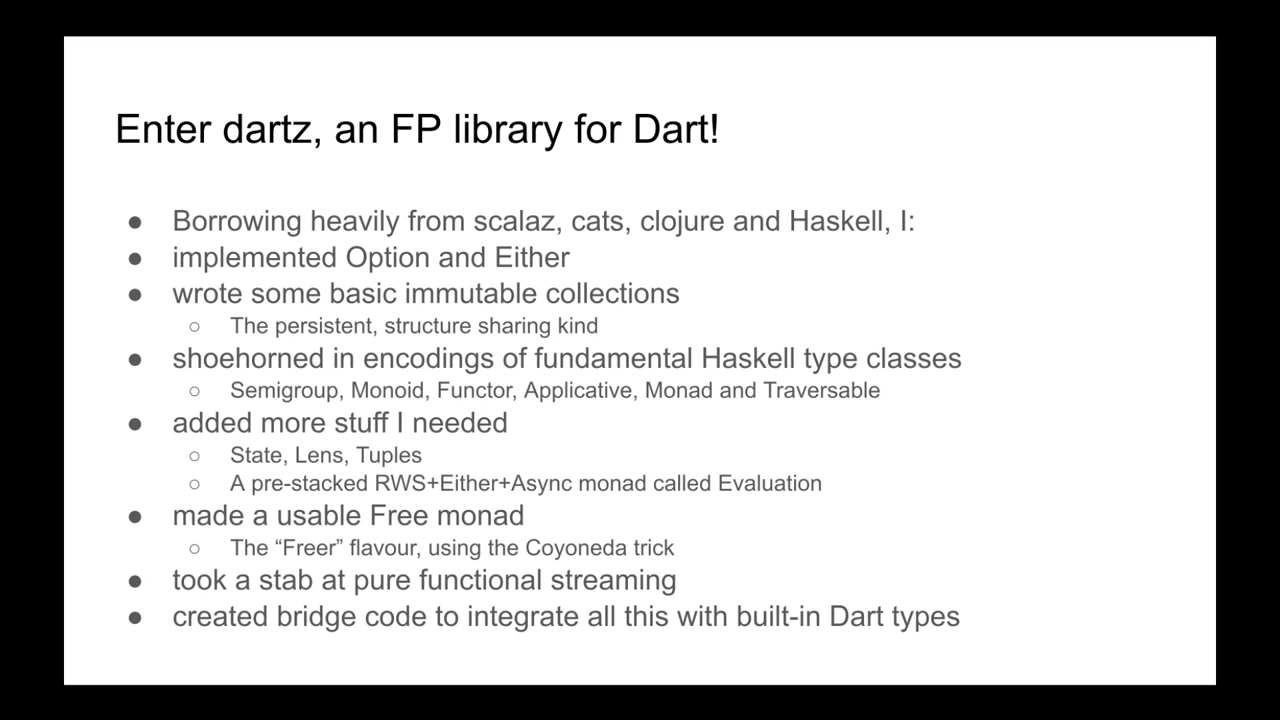 Enter dartz, an FP library for Dart!
● Borrowing heavily from scalaz, cats, clojure and Haskell, I:
● implemented Option and Either
● wrote some basic immutable collections
○ The persistent, structure sharing kind
● shoehorned in encodings of fundamental Haskell type classes
○ Semigroup, Monoid, Functor, Applicative, Monad and Traversable
● added more stuff I needed
○ State, Lens, Tuples
○ A pre-stacked RWS+Either+Async monad called Evaluation
● made a usable Free monad
○ The “Freer” flavour, using the Coyoneda trick
● took a stab at pure functional streaming
● created bridge code to integrate all this with built-in Dart types